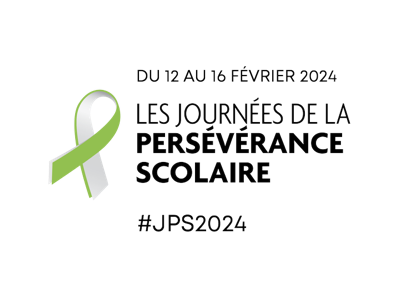 DU 12 AU 16 FÉVRIER 2024
LES JOURNÉES DE LA
PERSÉVÉRANCE
SCOLAIRE
#JPS2024